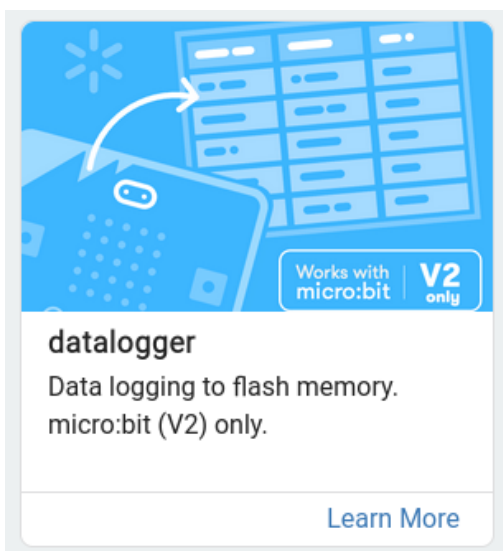 Works with
micro:bit
V2
only
datalogger
Data logging to flash memory.
micro:bit (V2) only.
Learn More